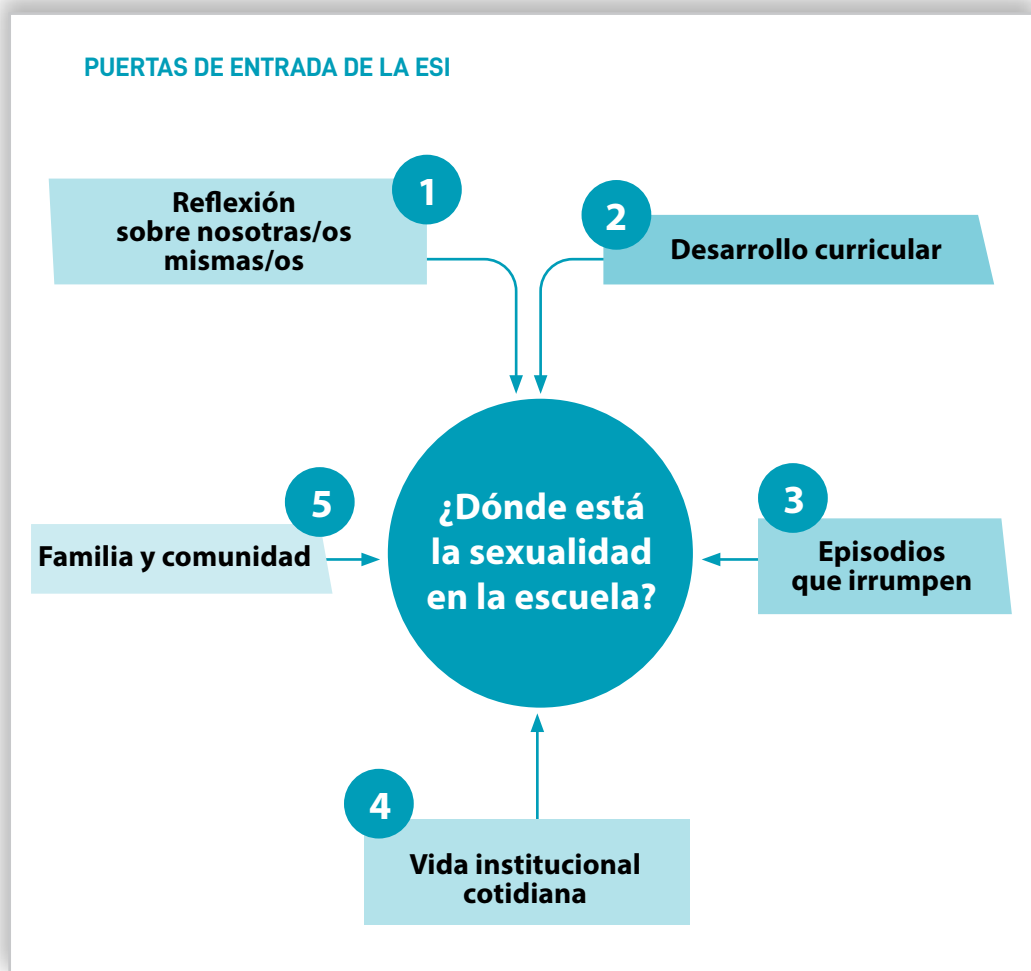 PUERTAS DE ENTRADA DE LA ESI
1
Reflexión
sobre nosotras/os
mismas/os
2
Desarrollo curricular
3
Episodios
que irrumpen
4
Vida institucional
cotidiana
5
Familia y comunidad
¿Dónde está
la sexualidad
en la escuela?